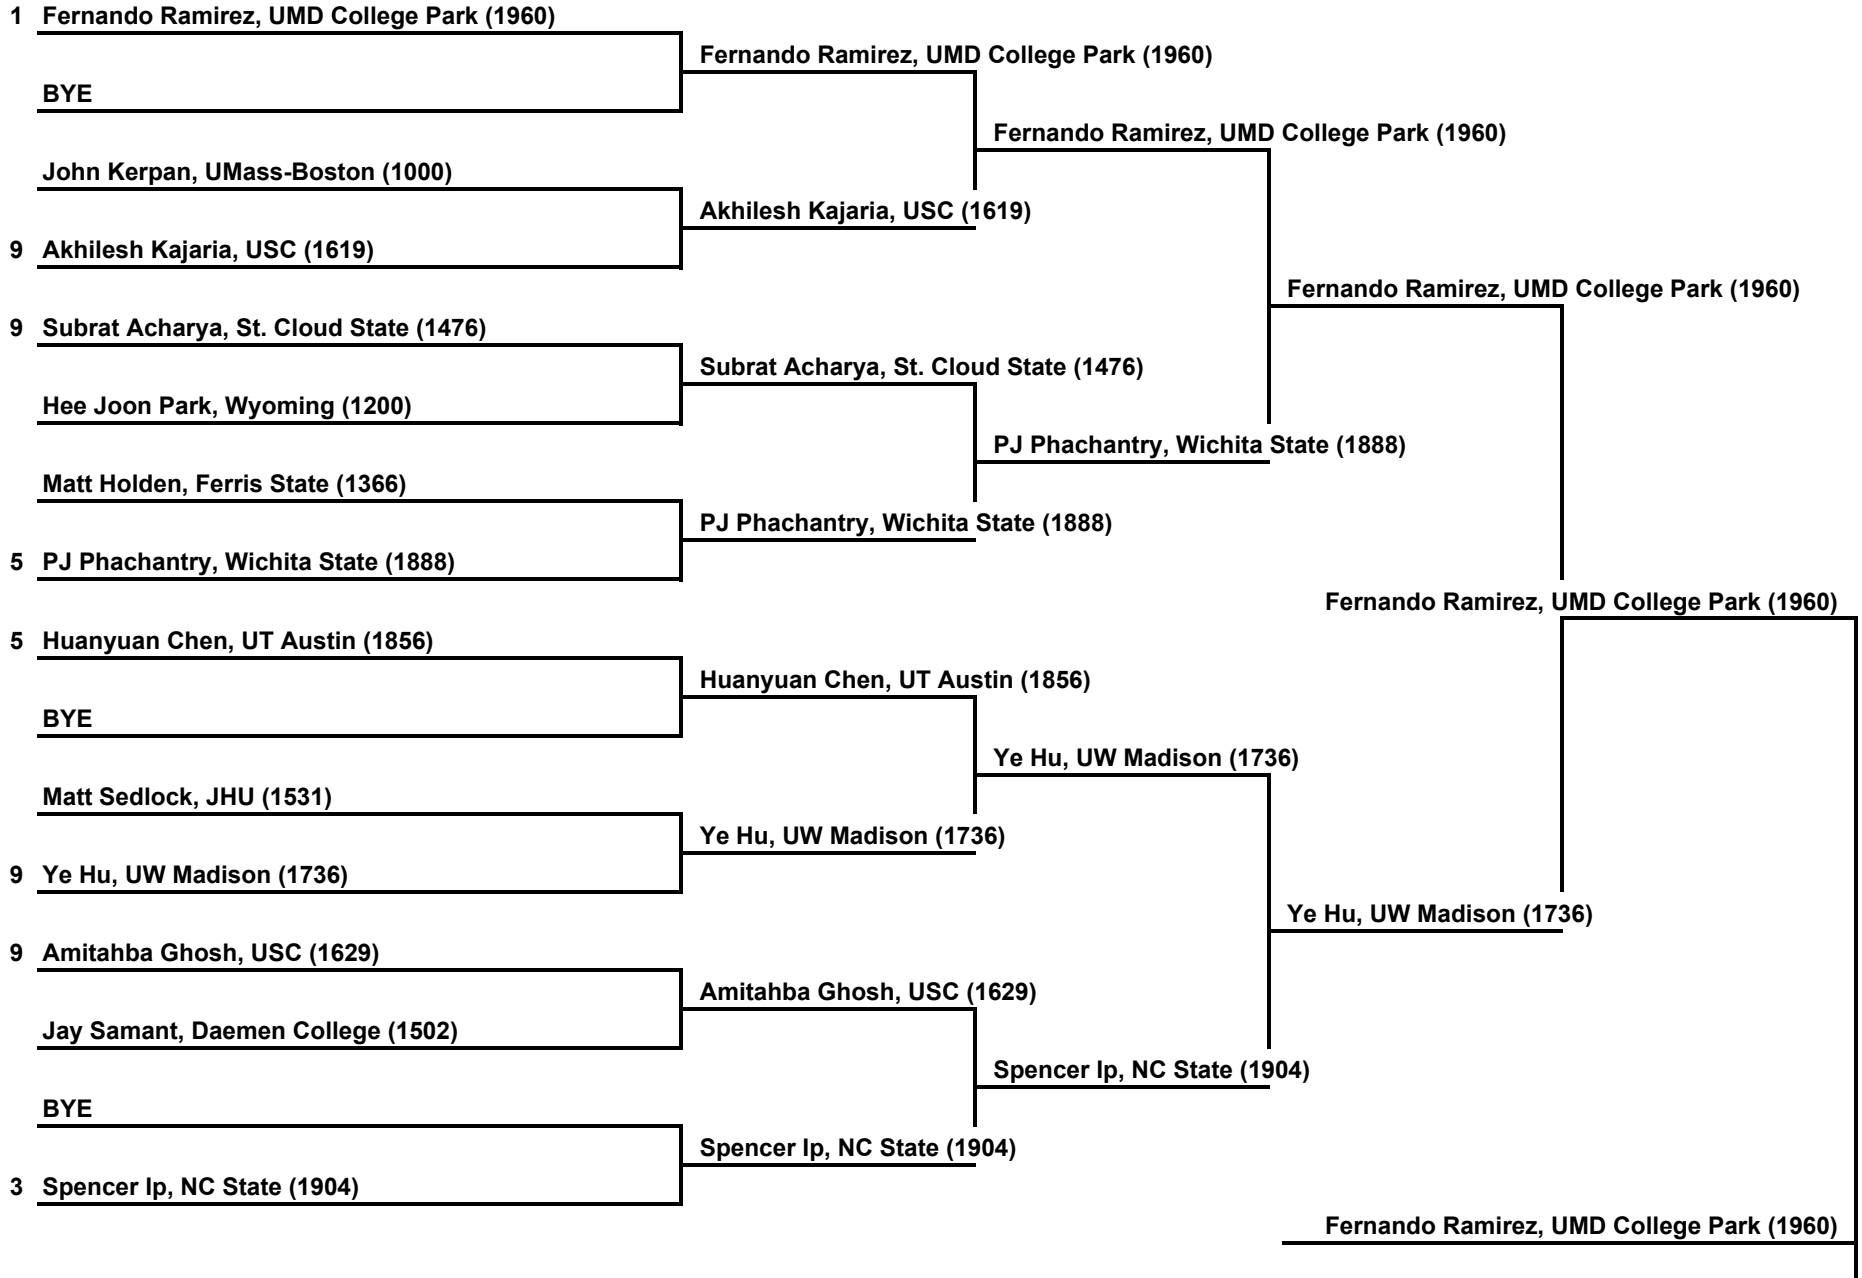 1 Fernando Ramirez, UMD College Park (1960)
Fernando Ramirez, UMD College Park (1960)
BYE
Fernando Ramirez, UMD College Park (1960)
John Kerpan, UMass-Boston (1000)
Akhilesh Kajaria, USC (1619)
9 Akhilesh Kajaria, USC (1619)
Fernando Ramirez, UMD College Park (1960)
9 Subrat Acharya, St. Cloud State (1476)
Subrat Acharya, St. Cloud State (1476)
Hee Joon Park, Wyoming (1200)
PJ Phachantry, Wichita State (1888)
Matt Holden, Ferris State (1366)
PJ Phachantry, Wichita State (1888)
5 PJ Phachantry, Wichita State (1888)
Fernando Ramirez, UMD College Park (1960)
5 Huanyuan Chen, UT Austin (1856)
Huanyuan Chen, UT Austin (1856)
BYE
Ye Hu, UW Madison (1736)
Matt Sedlock, JHU (1531)
Ye Hu, UW Madison (1736)
9 Ye Hu, UW Madison (1736)
Ye Hu, UW Madison (1736)
9 Amitahba Ghosh, USC (1629)
Amitahba Ghosh, USC (1629)
Jay Samant, Daemen College (1502)
Spencer Ip, NC State (1904)
BYE
Spencer Ip, NC State (1904)
3 Spencer Ip, NC State (1904)
Fernando Ramirez, UMD College Park (1960)